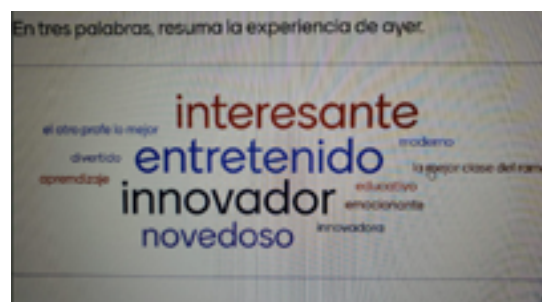 En tres palabras, resuma la experiencia de ayer.
interesante
el otro profe lo mejor
moderno
divertido
entretenido
la mejor clase del ramo
aprendizaje
educativo
innovador
emocionante
innovadora
novedoso